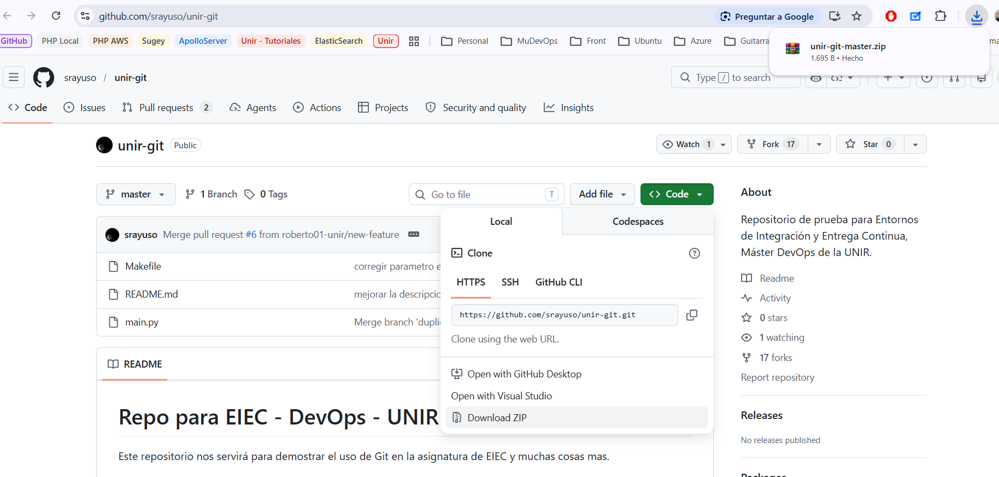 github.com/srayuso/unir-git
Preguntar a Google
GitHub
PHP Local
PHP AWS
Sugey
ApolloServer
Unir - Tutoriales
ElasticSearch
Unir
Personal
MuDevOps
Front
Ubuntu
Azure
Guitarra
unir-git-master.zip
1.695 B • Hecho
srayuso / unir-git
Type / to search
Code
Issues
Pull requests 2
Agents
Actions
Projects
Security and quality
Insights
unir-git Public
Watch 1
Fork 17
Star 0
master
1 Branch
0 Tags
Go to file T
Add file
Code
Local
Codespaces
srayuso Merge pull request #6 from roberto01-unir/new-feature
Makefile corregir parametro e
README.md mejorar la descripcio
main.py Merge branch 'dupli
Clone
HTTPS SSH GitHub CLI
https://github.com/srayuso/unir-git.git
Clone using the web URL.
Open with GitHub Desktop
Open with Visual Studio
Download ZIP
README
Repo para EIEC - DevOps - UNIR
Este repositorio nos servirá para demostrar el uso de Git en la asignatura de EIEC y muchas cosas mas.
About
Repositorio de prueba para Entornos
de Integración y Entrega Continua,
Máster DevOps de la UNIR.
Readme
Activity
0 stars
1 watching
17 forks
Report repository
Releases
No releases published
Packages